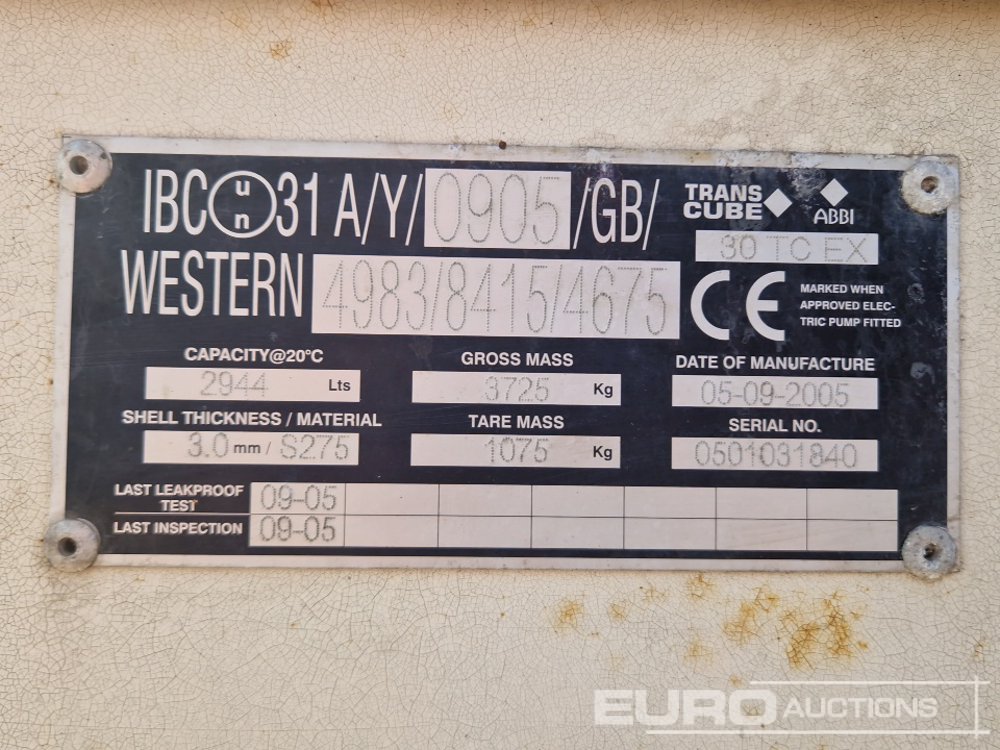 IBC un 31 A/Y/ 0905 /GB/
WESTERN 4983/8415/4675
TRANS CUBE ABBI
30 TC EX
CE MARKED WHEN
APPROVED ELEC-
TRIC PUMP FITTED
CAPACITY@20°C
2944 Lts
GROSS MASS
3725 Kg
DATE OF MANUFACTURE
05-09-2005
SHELL THICKNESS / MATERIAL
3.0 mm / S275
TARE MASS
1075 Kg
SERIAL NO.
0501031840
LAST LEAKPROOF
TEST 09-05
LAST INSPECTION 09-05
EURO AUCTIONS